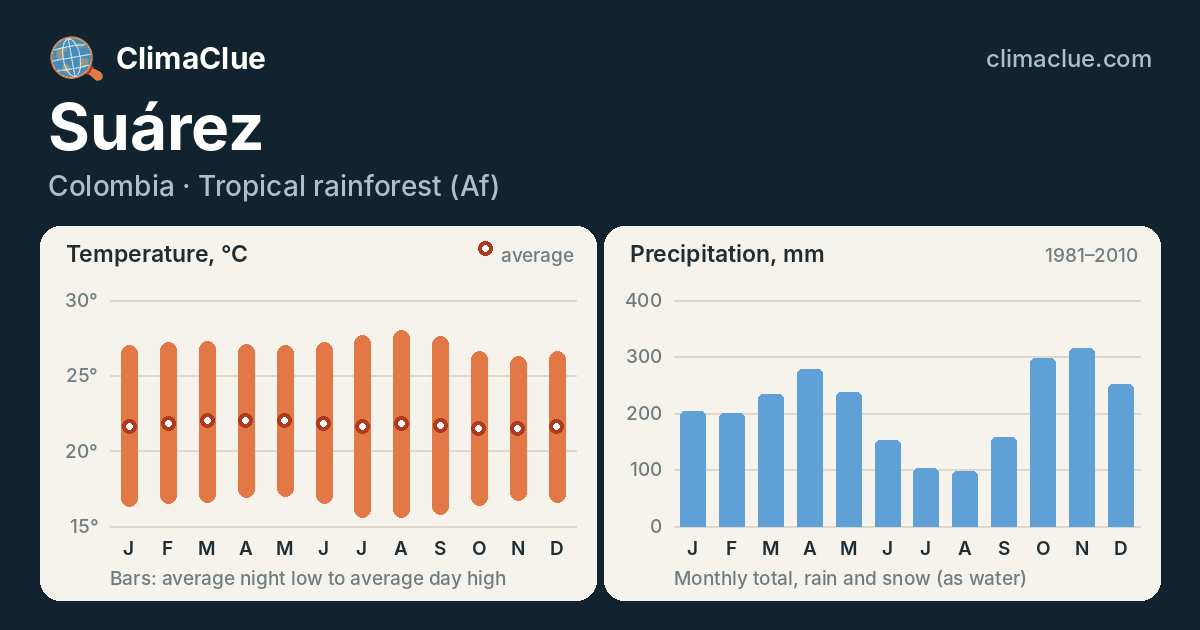 ClimaClue
climaclue.com
Suárez
Colombia · Tropical rainforest (Af)
Temperature, °C
average
30°
25°
20°
15°
J F M A M J J A S O N D
Bars: average night low to average day high
Precipitation, mm
1981–2010
400
300
200
100
0
J F M A M J J A S O N D
Monthly total, rain and snow (as water)